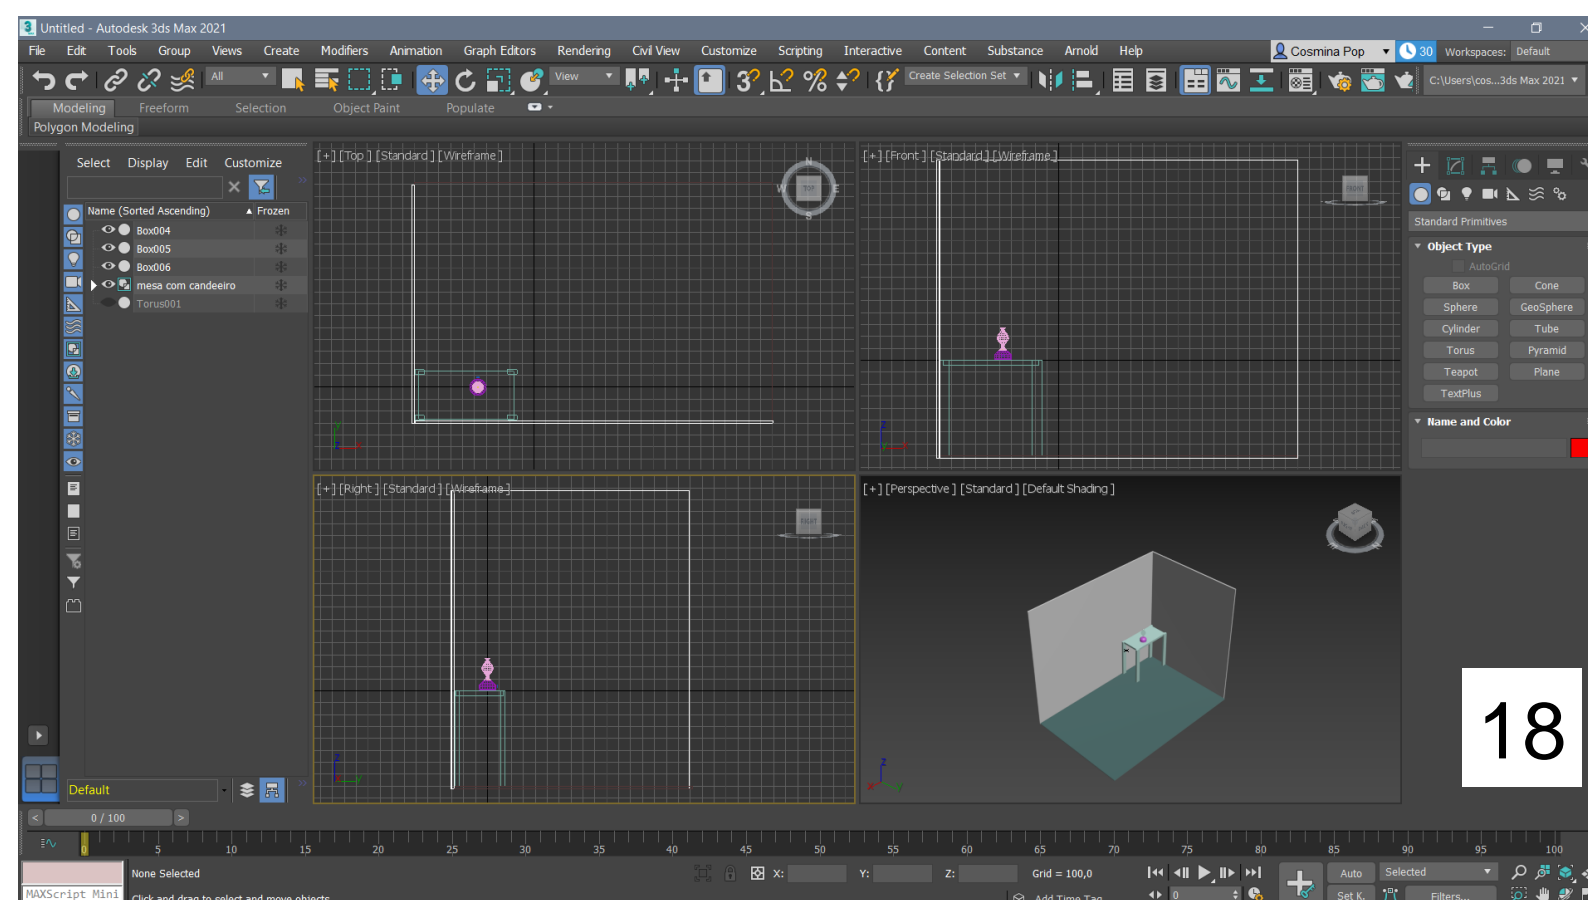 3 Untitled - Autodesk 3ds Max 2021
File Edit Tools Group Views Create Modifiers Animation Graph Editors Rendering Civil View Customize Scripting Interactive Content Substance Arnold Help Cosmina Pop 30 Workspaces: Default
All View Create Selection Set C:\Users\cos...3ds Max 2021
Modeling Freeform Selection Object Paint Populate
Polygon Modeling
Select Display Edit Customize
Name (Sorted Ascending) Frozen
Box004
Box005
Box006
mesa com candeeiro
Torus001
Default
[+] [Top ] [Standard ] [Wireframe ]
N
W TOP E
S
y
z x
[+] [Front ] [Standard ] [Wireframe ]
FRONT
z
y x
[+] [Right ] [Standard ] [Wireframe ]
RIGHT
z
x y
[+] [Perspective ] [Standard ] [Default Shading ]
z
x y
Standard Primitives
Object Type
AutoGrid
Box Cone
Sphere GeoSphere
Cylinder Tube
Torus Pyramid
Teapot Plane
TextPlus
Name and Color
18
< 0 / 100 >
0 5 10 15 20 25 30 35 40 45 50 55 60 65 70 75 80 85 90 95 100
None Selected X: Y: Z: Grid = 100,0 Auto Selected
MAXScript Mini Click and drag to select and move objects Add Time Tag 0 Set K. Filters...